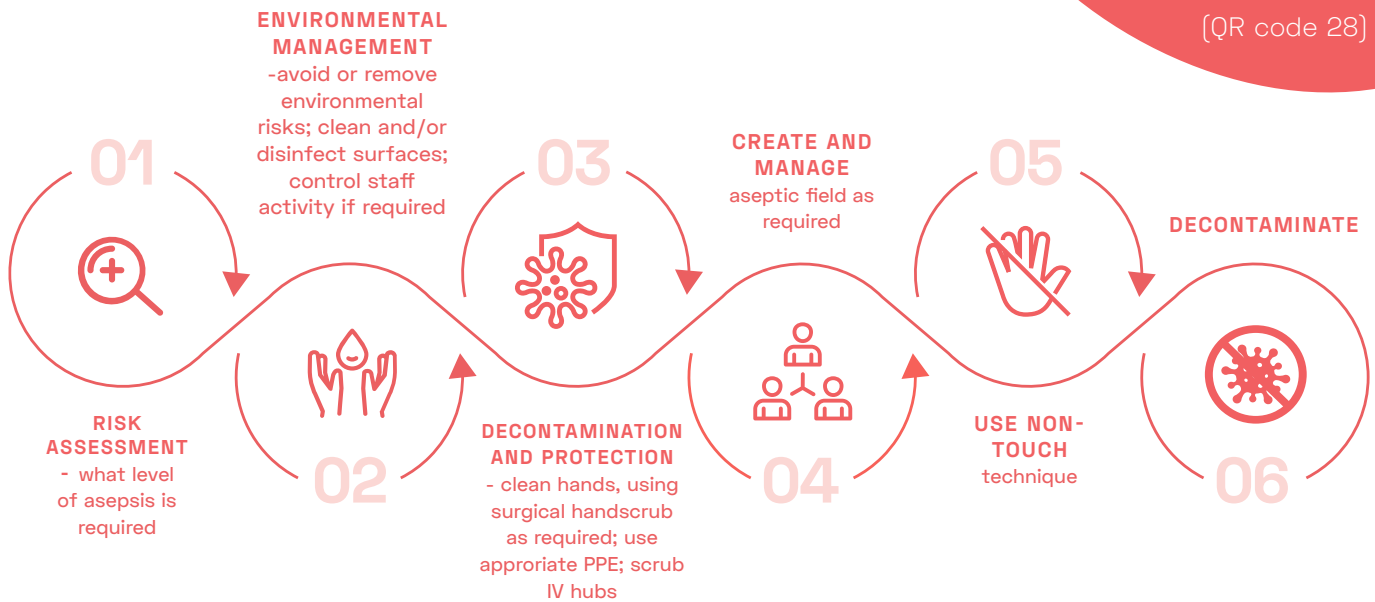 (QR code 28)
01
RISK
ASSESSMENT
- what level
of asepsis is
required
ENVIRONMENTAL
MANAGEMENT
-avoid or remove
environmental
risks; clean and/or
disinfect surfaces;
control staff
activity if required
02
03
DECONTAMINATION
AND PROTECTION
- clean hands, using
surgical handscrub
as required; use
approriate PPE; scrub
IV hubs
CREATE AND
MANAGE
aseptic field as
required
04
05
USE NON-
TOUCH
technique
DECONTAMINATE
06